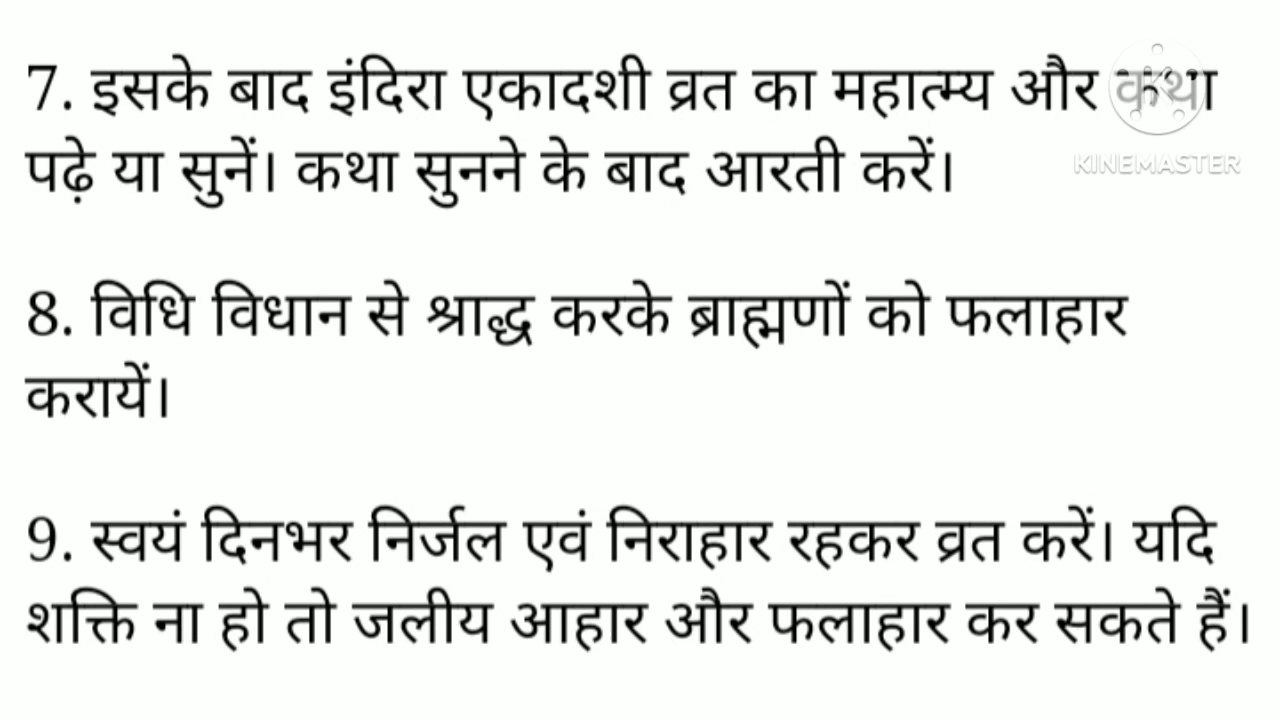 7. इसके बाद इंदिरा एकादशी व्रत का महात्म्य और कथा
पढ़े या सुनें। कथा सुनने के बाद आरती करें।
KINEMASTER
8. विधि विधान से श्राद्ध करके ब्राह्मणों को फलाहार
करायें।
9. स्वयं दिनभर निर्जल एवं निराहार रहकर व्रत करें। यदि
शक्ति ना हो तो जलीय आहार और फलाहार कर सकते हैं।